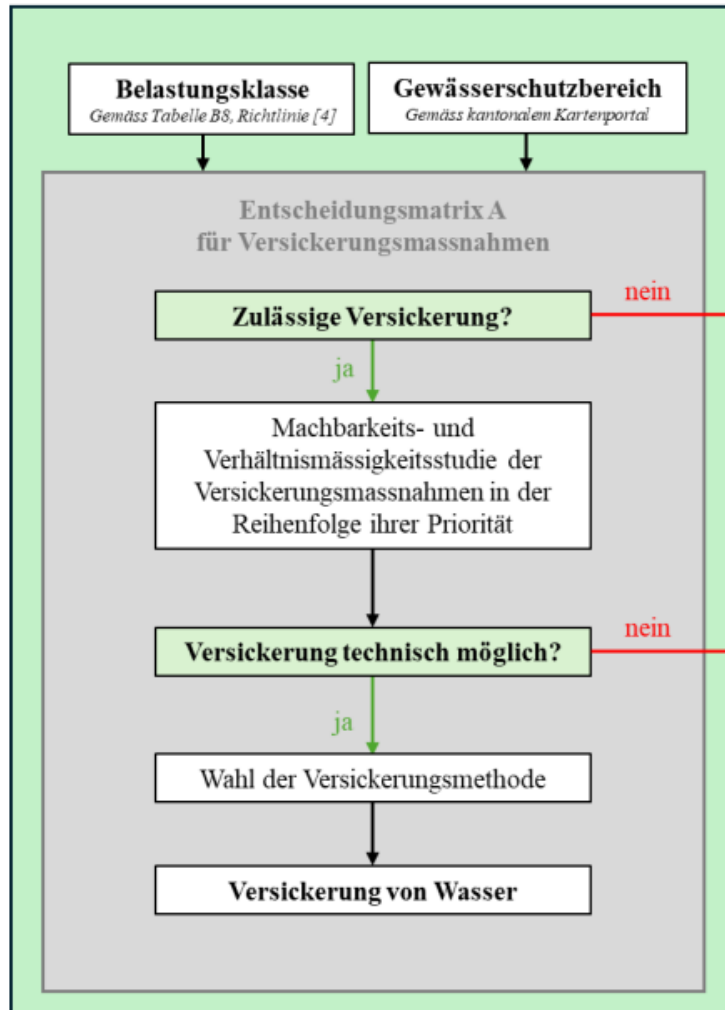 Belastungsklasse
Gemäss Tabelle B8, Richtlinie [4]
Gewässerschutzbereich
Gemäss kantonalem Kartenportal
Entscheidungsmatrix A
für Versickerungsmassnahmen
Zulässige Versickerung?
nein
ja
Machbarkeits- und
Verhältnismässigkeitsstudie der
Versickerungsmassnahmen in der
Reihenfolge ihrer Priorität
Versickerung technisch möglich?
nein
ja
Wahl der Versickerungsmethode
Versickerung von Wasser